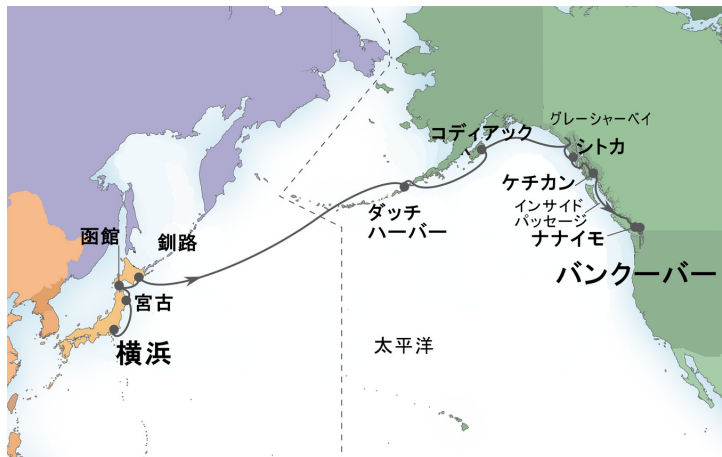 グレーシャーベイ
コディアック
シトカ
ケチカン
ダッチ
ハーバー
インサイド
パッセージ
ナナイモ
バンクーバー
函館
釧路
宮古
横浜
太平洋